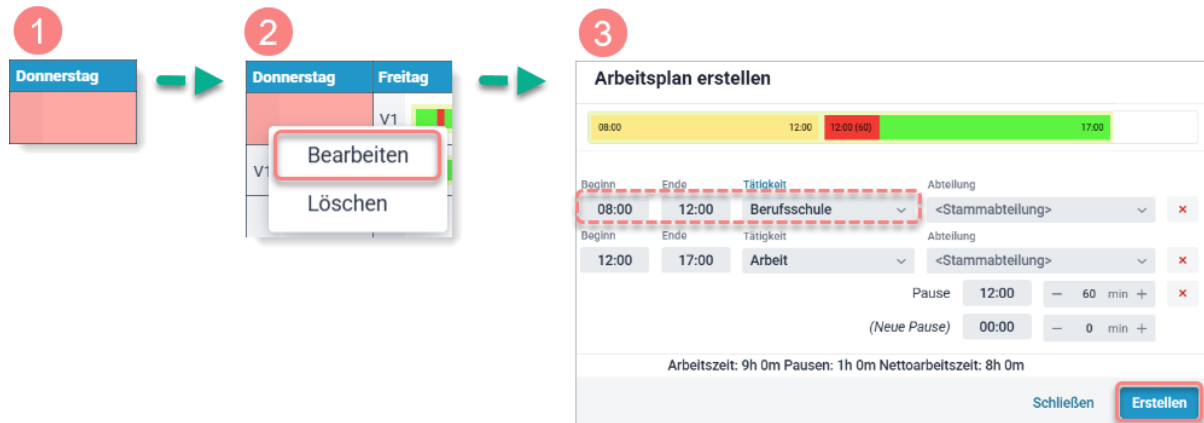 1
Donnerstag
2
Donnerstag Freitag
V1
Bearbeiten
V1
Löschen
3
Arbeitsplan erstellen
08:00 12:00 12:00 (60) 17:00
Beginn Ende Tätigkeit Abteilung
08:00 12:00 Berufsschule <Stammabteilung>
Beginn Ende Tätigkeit Abteilung
12:00 17:00 Arbeit <Stammabteilung>
Pause 12:00 − 60 min +
(Neue Pause) 00:00 − 0 min +
Arbeitszeit: 9h 0m Pausen: 1h 0m Nettoarbeitszeit: 8h 0m
Schließen Erstellen